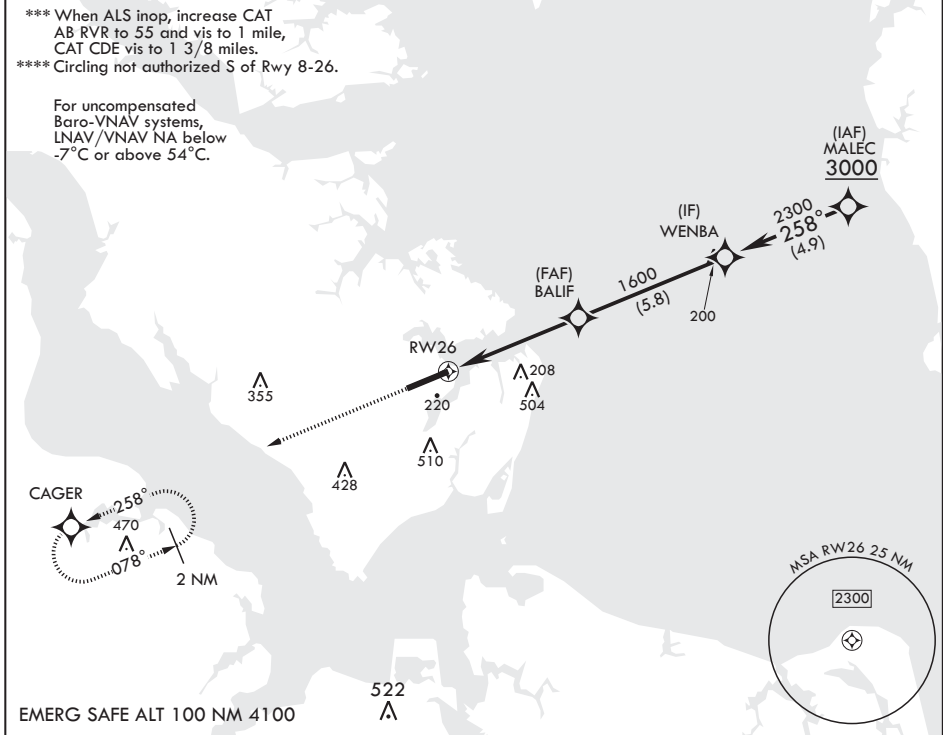 *** When ALS inop, increase CAT
AB RVR to 55 and vis to 1 mile,
CAT CDE vis to 1 3/8 miles.
**** Circling not authorized S of Rwy 8-26.
For uncompensated
Baro-VNAV systems,
LNAV/VNAV NA below
-7°C or above 54°C.
(IAF)
MALEC
3000
2300
258°
(4.9)
(IF)
WENBA
200
(FAF)
BALIF
1600
(5.8)
RW26
220
208
504
355
510
428
CAGER
258°
470
078°
2 NM
MSA RW26 25 NM
2300
522
EMERG SAFE ALT 100 NM 4100